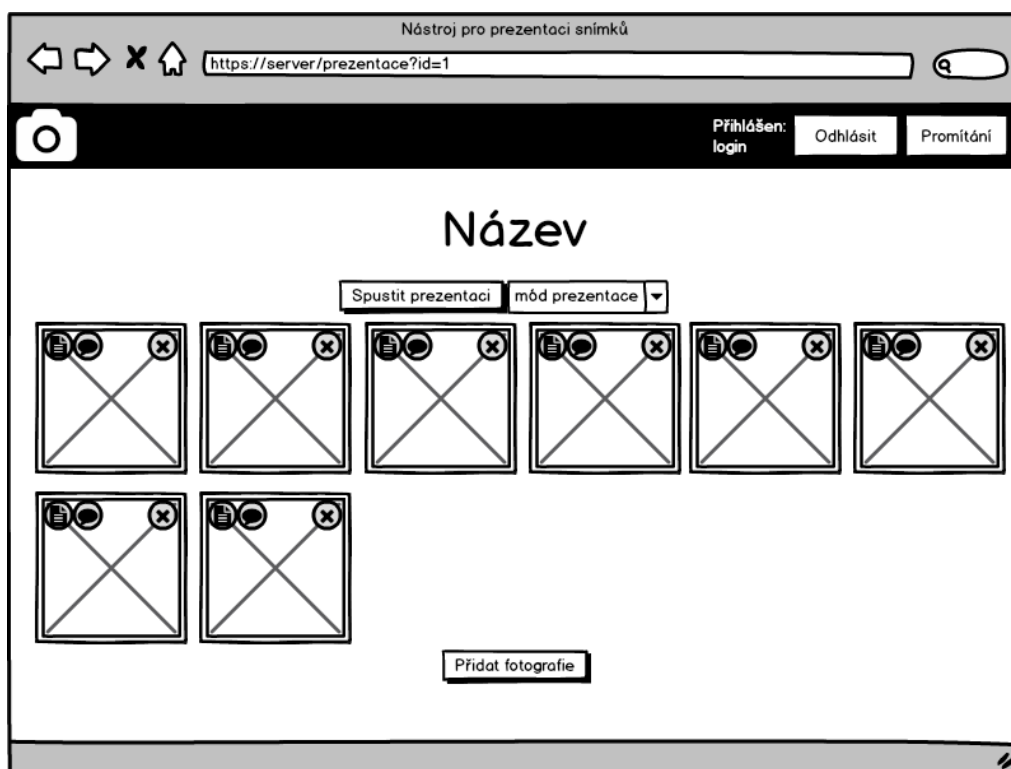 Nástroj pro prezentaci snímků
https://server/prezentace?id=1
Přihlášen:
login
Odhlásit
Promítání
Název
Spustit prezentaci
mód prezentace
Přidat fotografie